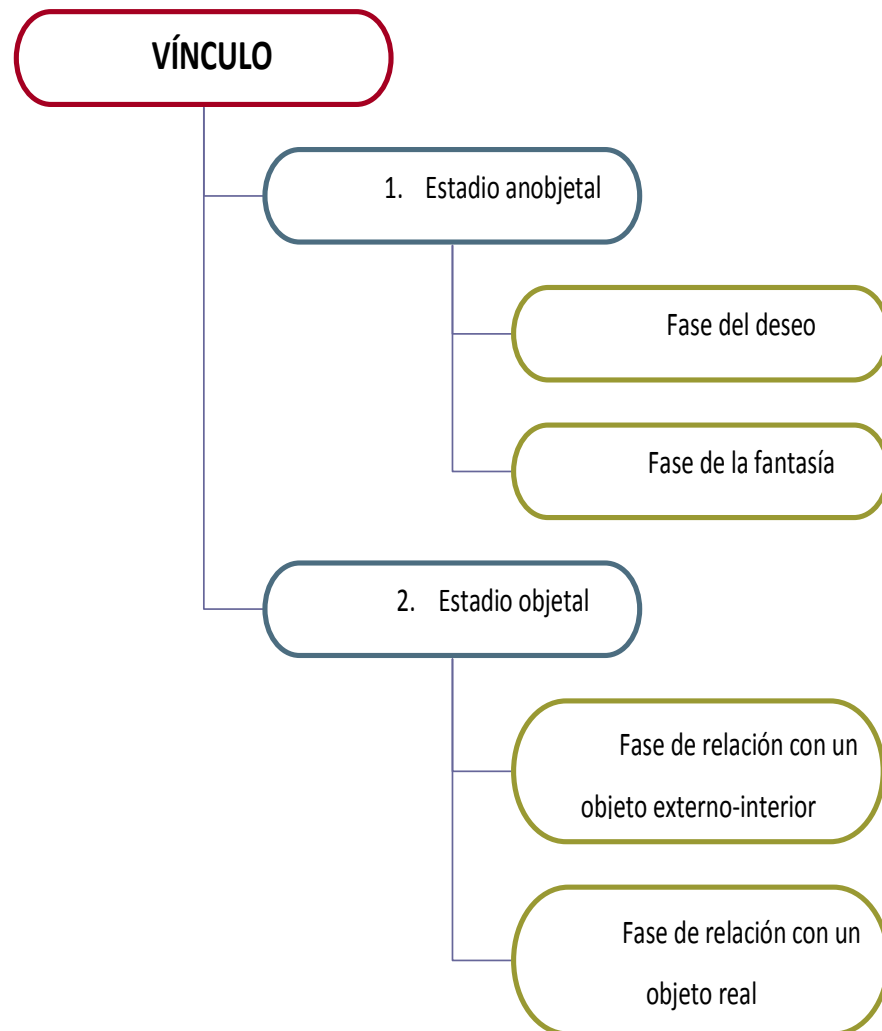 VÍNCULO
1. Estadio anobjetal
Fase del deseo
Fase de la fantasía
2. Estadio objetal
Fase de relación con un
objeto externo-interior
Fase de relación con un
objeto real